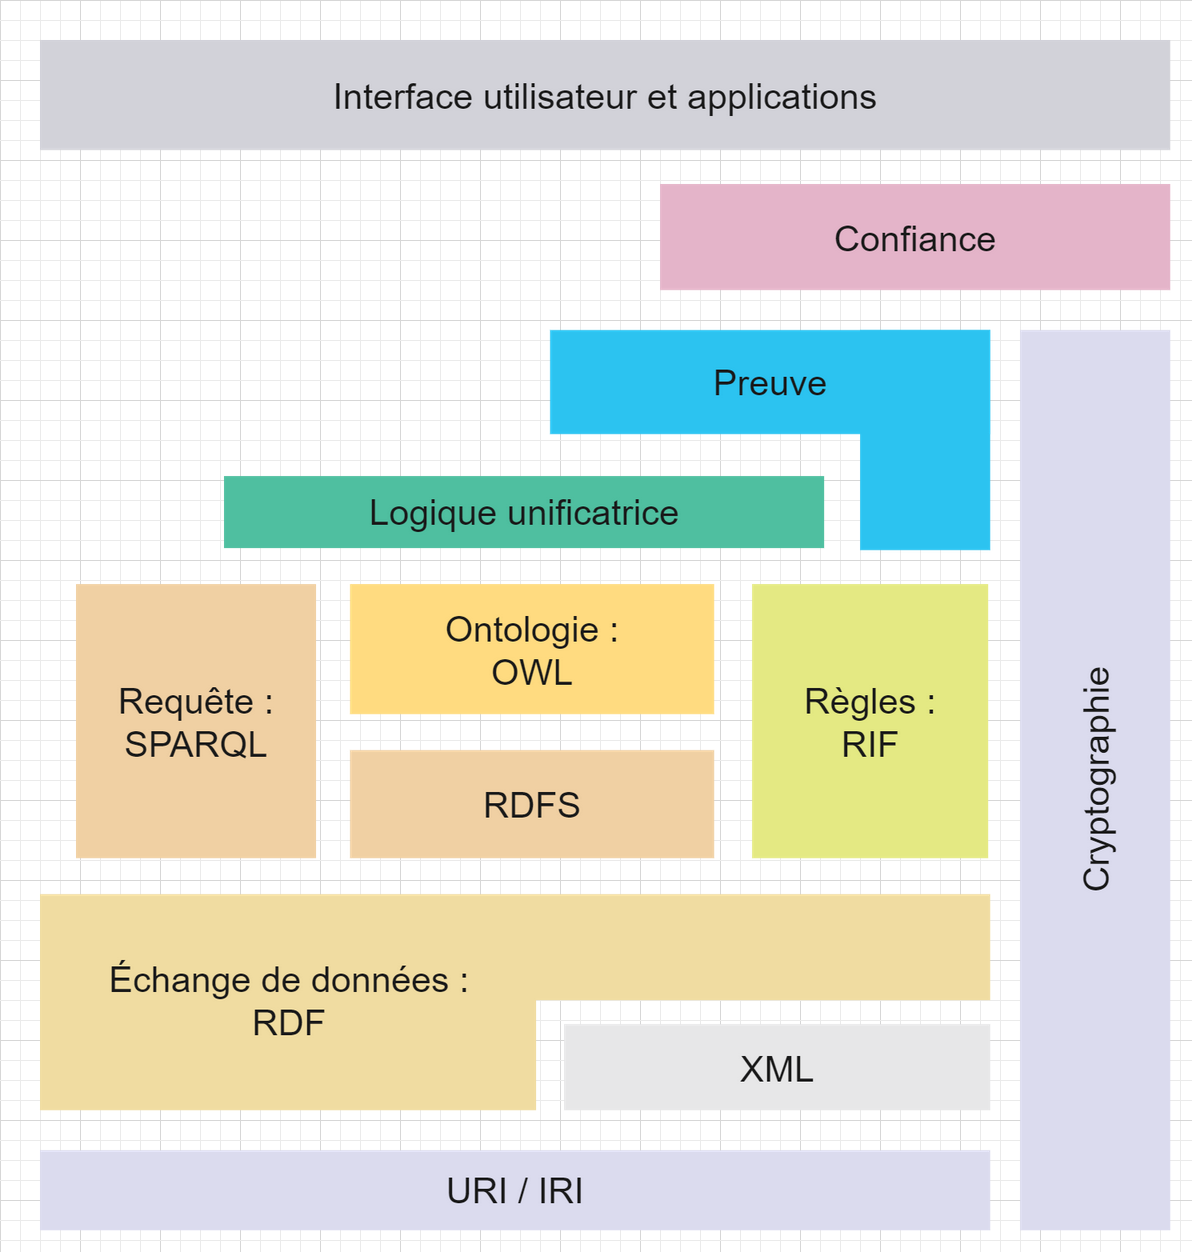 Interface utilisateur et applications
Confiance
Preuve
Logique unificatrice
Requête :
SPARQL
Ontologie :
OWL
RDFS
Règles :
RIF
Cryptographie
Échange de données :
RDF
XML
URI / IRI